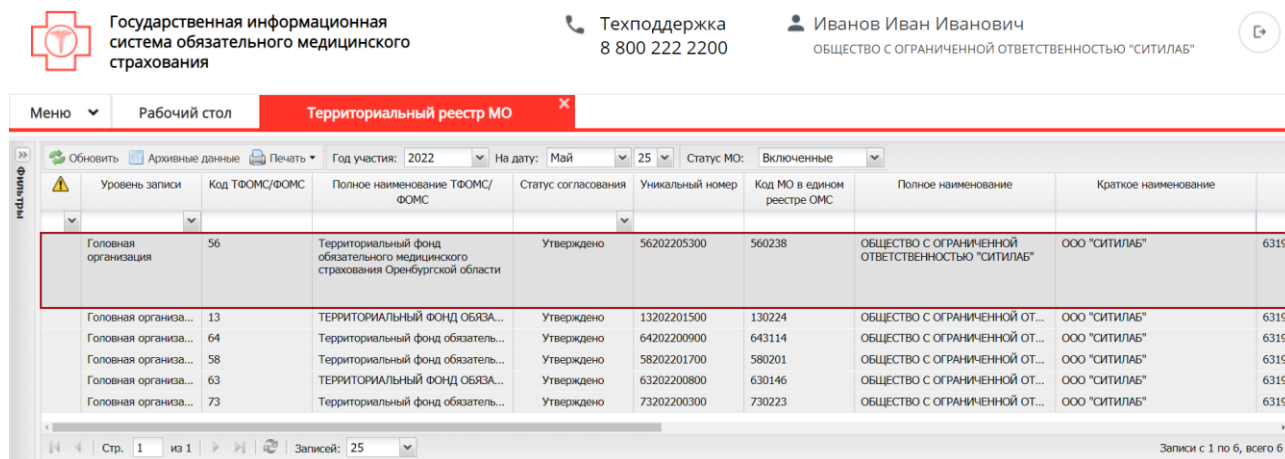 Государственная информационная
система обязательного медицинского
страхования
Техподдержка
8 800 222 2200
Иванов Иван Иванович
ОБЩЕСТВО С ОГРАНИЧЕННОЙ ОТВЕТСТВЕННОСТЬЮ "СИТИЛАБ"
Меню Рабочий стол Территориальный реестр МО
Фильтры
Обновить Архивные данные Печать Год участия: 2022 На дату: Май 25 Статус МО: Включенные
Уровень записи Код ТФОМС/ФОМС Полное наименование ТФОМС/ Статус согласования Уникальный номер Код МО в едином Полное наименование Краткое наименование
ФОМС реестре ОМС
Головная 56 Территориальный фонд Утверждено 56202205300 560238 ОБЩЕСТВО С ОГРАНИЧЕННОЙ ООО "СИТИЛАБ" 6319
организация обязательного медицинского ОТВЕТСТВЕННОСТЬЮ "СИТИЛАБ"
страхования Оренбургской области
Головная организа... 13 ТЕРРИТОРИАЛЬНЫЙ ФОНД ОБЯЗА... Утверждено 13202201500 130224 ОБЩЕСТВО С ОГРАНИЧЕННОЙ ОТ... ООО "СИТИЛАБ" 6319
Головная организа... 64 Территориальный фонд обязатель... Утверждено 64202200900 643114 ОБЩЕСТВО С ОГРАНИЧЕННОЙ ОТ... ООО "СИТИЛАБ" 6319
Головная организа... 58 Территориальный фонд обязатель... Утверждено 58202201700 580201 ОБЩЕСТВО С ОГРАНИЧЕННОЙ ОТ... ООО "СИТИЛАБ" 6319
Головная организа... 63 ТЕРРИТОРИАЛЬНЫЙ ФОНД ОБЯЗА... Утверждено 63202200800 630146 ОБЩЕСТВО С ОГРАНИЧЕННОЙ ОТ... ООО "СИТИЛАБ" 6319
Головная организа... 73 Территориальный фонд обязатель... Утверждено 73202200300 730223 ОБЩЕСТВО С ОГРАНИЧЕННОЙ ОТ... ООО "СИТИЛАБ" 6319
Стр. 1 из 1 Записей: 25 Записи с 1 по 6, всего 6